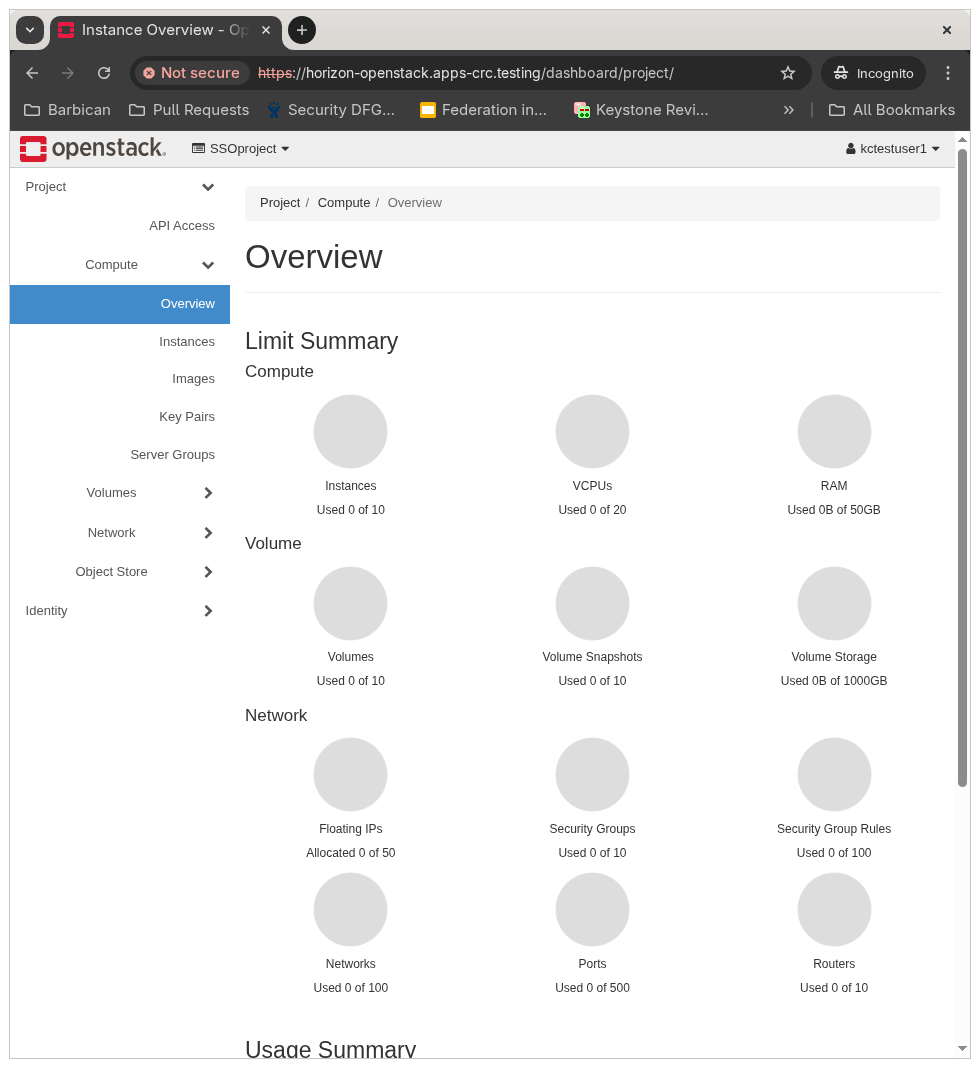 Instance Overview - Op
Not secure https://horizon-openstack.apps-crc.testing/dashboard/project/ Incognito
Barbican Pull Requests Security DFG... Federation in... Keystone Revi... » All Bookmarks
openstack. SSOproject kctestuser1
Project
API Access
Compute
Overview
Instances
Images
Key Pairs
Server Groups
Volumes
Network
Object Store
Identity
Project / Compute / Overview
Overview
Limit Summary
Compute
Instances VCPUs RAM
Used 0 of 10 Used 0 of 20 Used 0B of 50GB
Volume
Volumes Volume Snapshots Volume Storage
Used 0 of 10 Used 0 of 10 Used 0B of 1000GB
Network
Floating IPs Security Groups Security Group Rules
Allocated 0 of 50 Used 0 of 10 Used 0 of 100
Networks Ports Routers
Used 0 of 100 Used 0 of 500 Used 0 of 10
Usage Summary